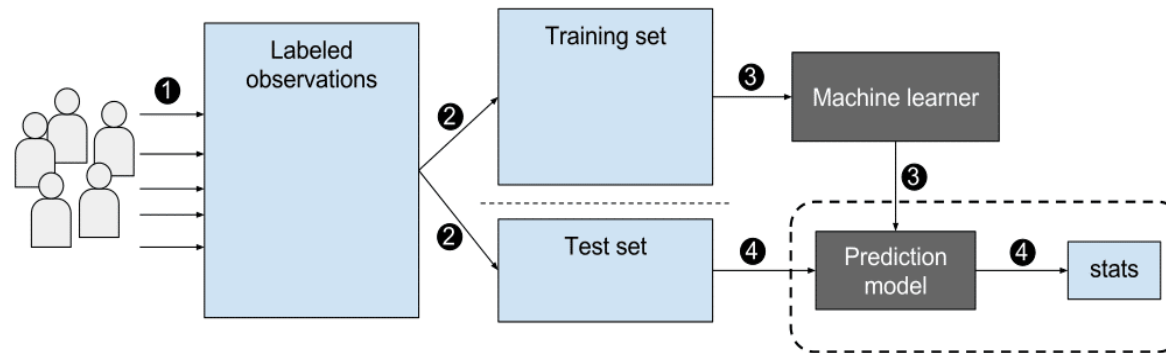 1
Labeled
observations
2
2
Training set
Test set
3
Machine learner
3
4
Prediction
model
4
stats